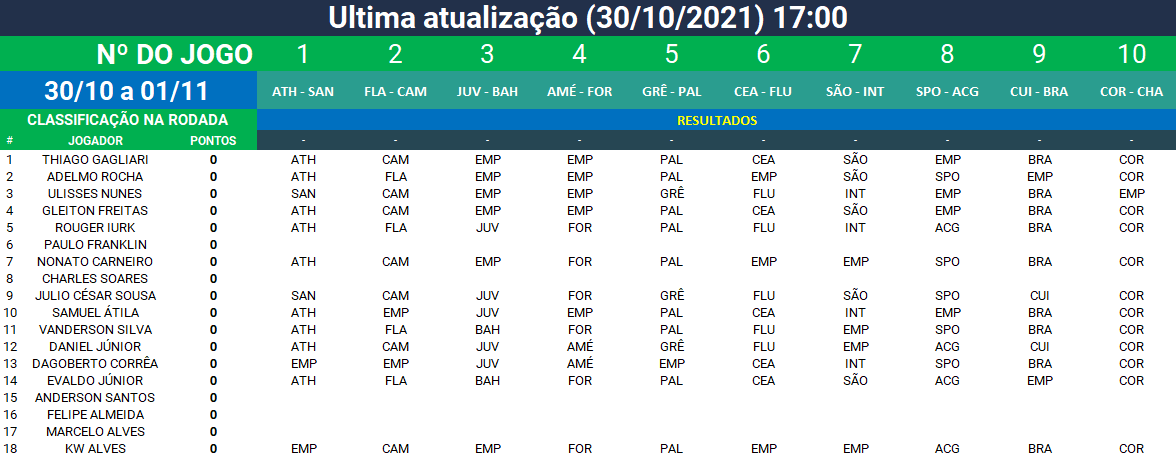 Ultima atualização (30/10/2021) 17:00
Nº DO JOGO 1 2 3 4 5 6 7 8 9 10
30/10 a 01/11 ATH - SAN FLA - CAM JUV - BAH AMÉ - FOR GRÊ - PAL CEA - FLU SÃO - INT SPO - ACG CUI - BRA COR - CHA
CLASSIFICAÇÃO NA RODADA RESULTADOS
# JOGADOR PONTOS - - - - - - - - - -
1 THIAGO GAGLIARI 0 ATH CAM EMP EMP PAL CEA SÃO EMP BRA COR
2 ADELMO ROCHA 0 ATH FLA EMP EMP PAL EMP SÃO SPO EMP COR
3 ULISSES NUNES 0 SAN CAM EMP EMP GRÊ FLU INT EMP BRA EMP
4 GLEITON FREITAS 0 ATH CAM EMP EMP PAL CEA SÃO EMP BRA COR
5 ROUGER IURK 0 ATH FLA JUV FOR PAL FLU INT ACG BRA COR
6 PAULO FRANKLIN 0
7 NONATO CARNEIRO 0 ATH CAM EMP FOR PAL EMP EMP SPO BRA COR
8 CHARLES SOARES 0
9 JULIO CÉSAR SOUSA 0 SAN CAM JUV FOR GRÊ FLU SÃO SPO CUI COR
10 SAMUEL ÁTILA 0 ATH EMP JUV FOR PAL CEA INT EMP BRA COR
11 VANDERSON SILVA 0 ATH FLA BAH FOR PAL FLU EMP SPO BRA COR
12 DANIEL JÚNIOR 0 ATH CAM JUV AMÉ GRÊ FLU EMP ACG CUI COR
13 DAGOBERTO CORRÊA 0 EMP EMP JUV AMÉ EMP CEA INT SPO BRA COR
14 EVALDO JÚNIOR 0 ATH FLA BAH FOR PAL CEA SÃO ACG EMP COR
15 ANDERSON SANTOS 0
16 FELIPE ALMEIDA 0
17 MARCELO ALVES 0
18 KW ALVES 0 EMP CAM EMP FOR PAL EMP EMP ACG BRA COR